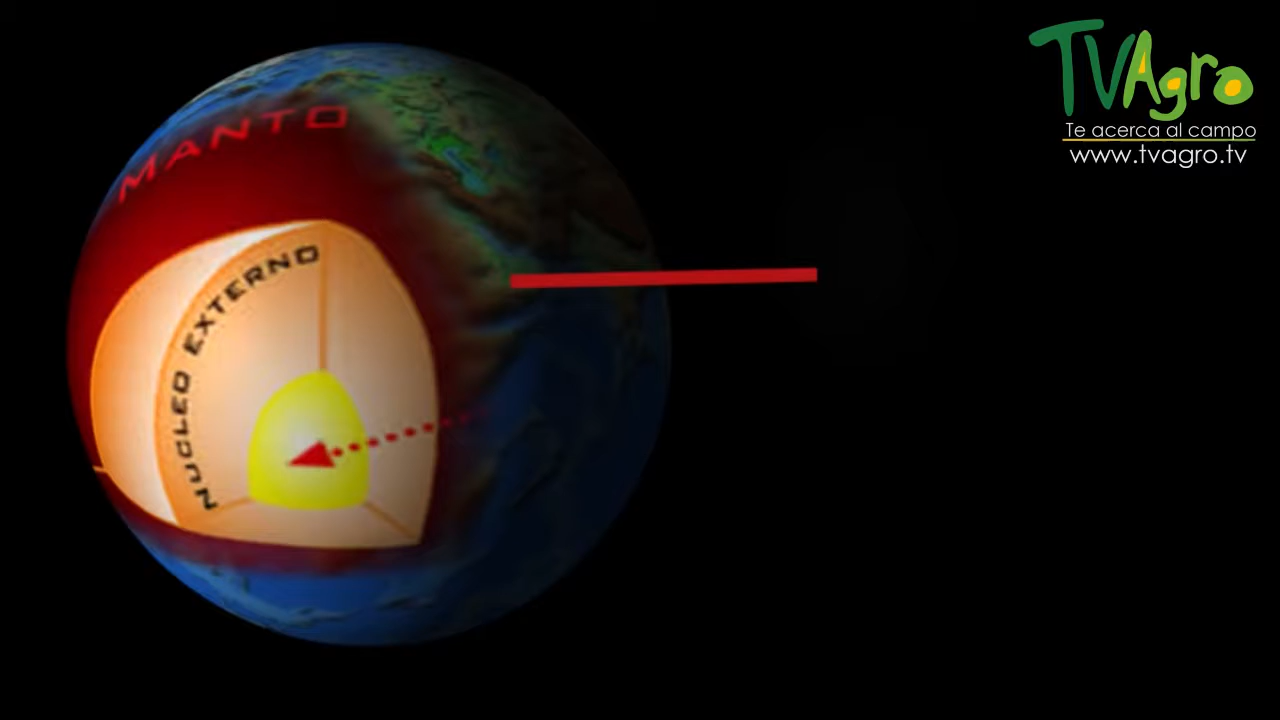 MANTO
NUCLEO EXTERNO
TVAgro
Te acerca al campo
www.tvagro.tv